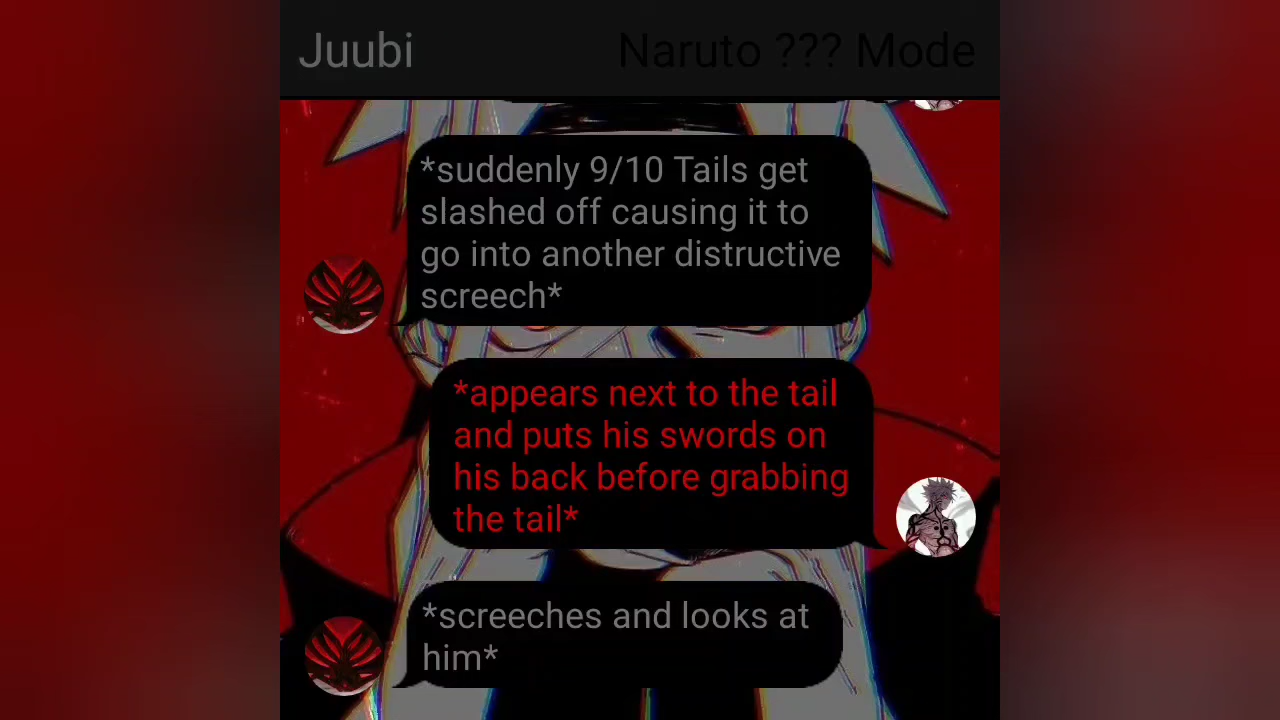 Juubi Naruto ??? Mode
*suddenly 9/10 Tails get
slashed off causing it to
go into another distructive
screech*
*appears next to the tail
and puts his swords on
his back before grabbing
the tail*
*screeches and looks at
him*